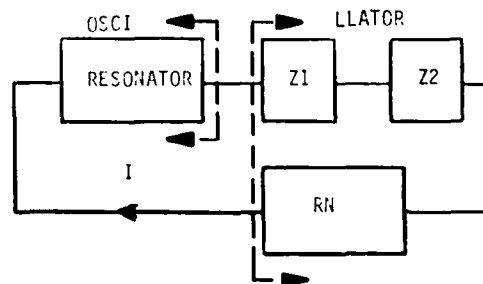 OSCI LLATOR
RESONATOR Z1 Z2
I
RN